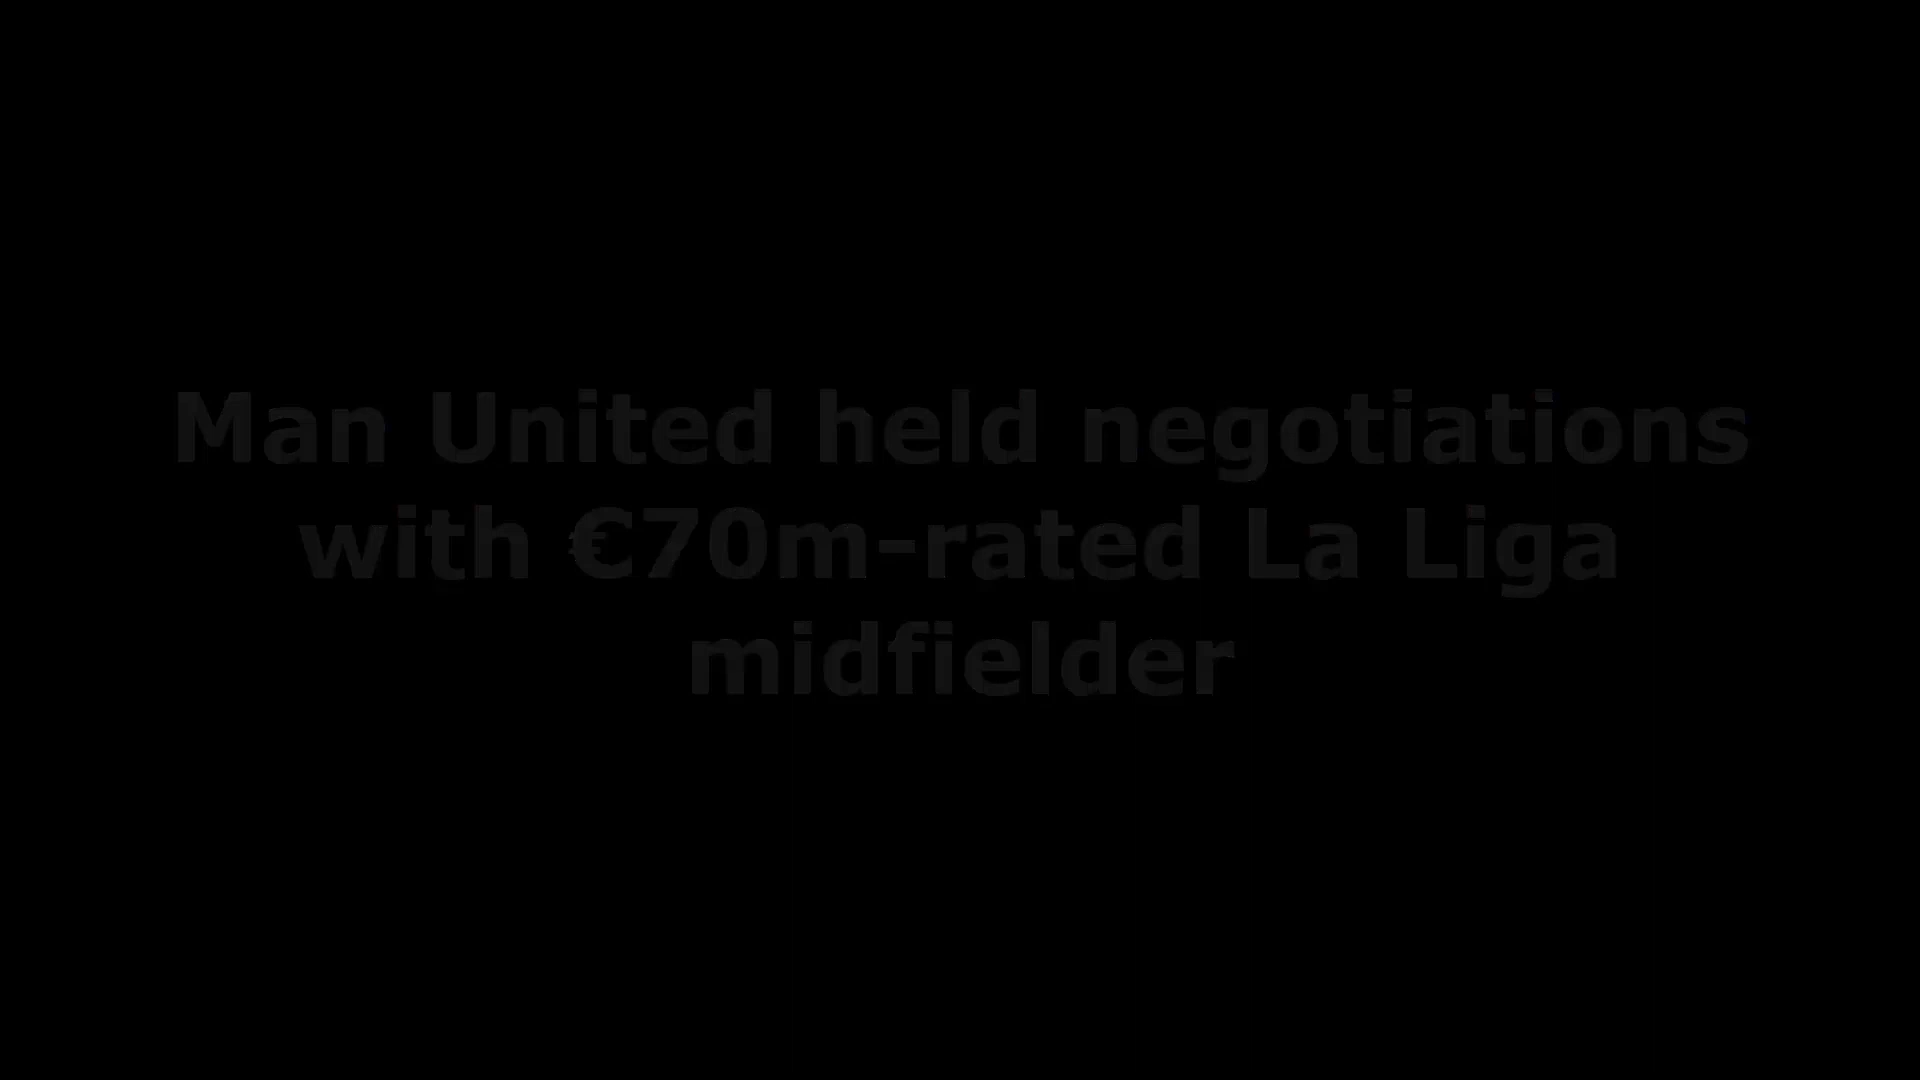 Man United held negotiations
with €70m-rated La Liga
midfielder